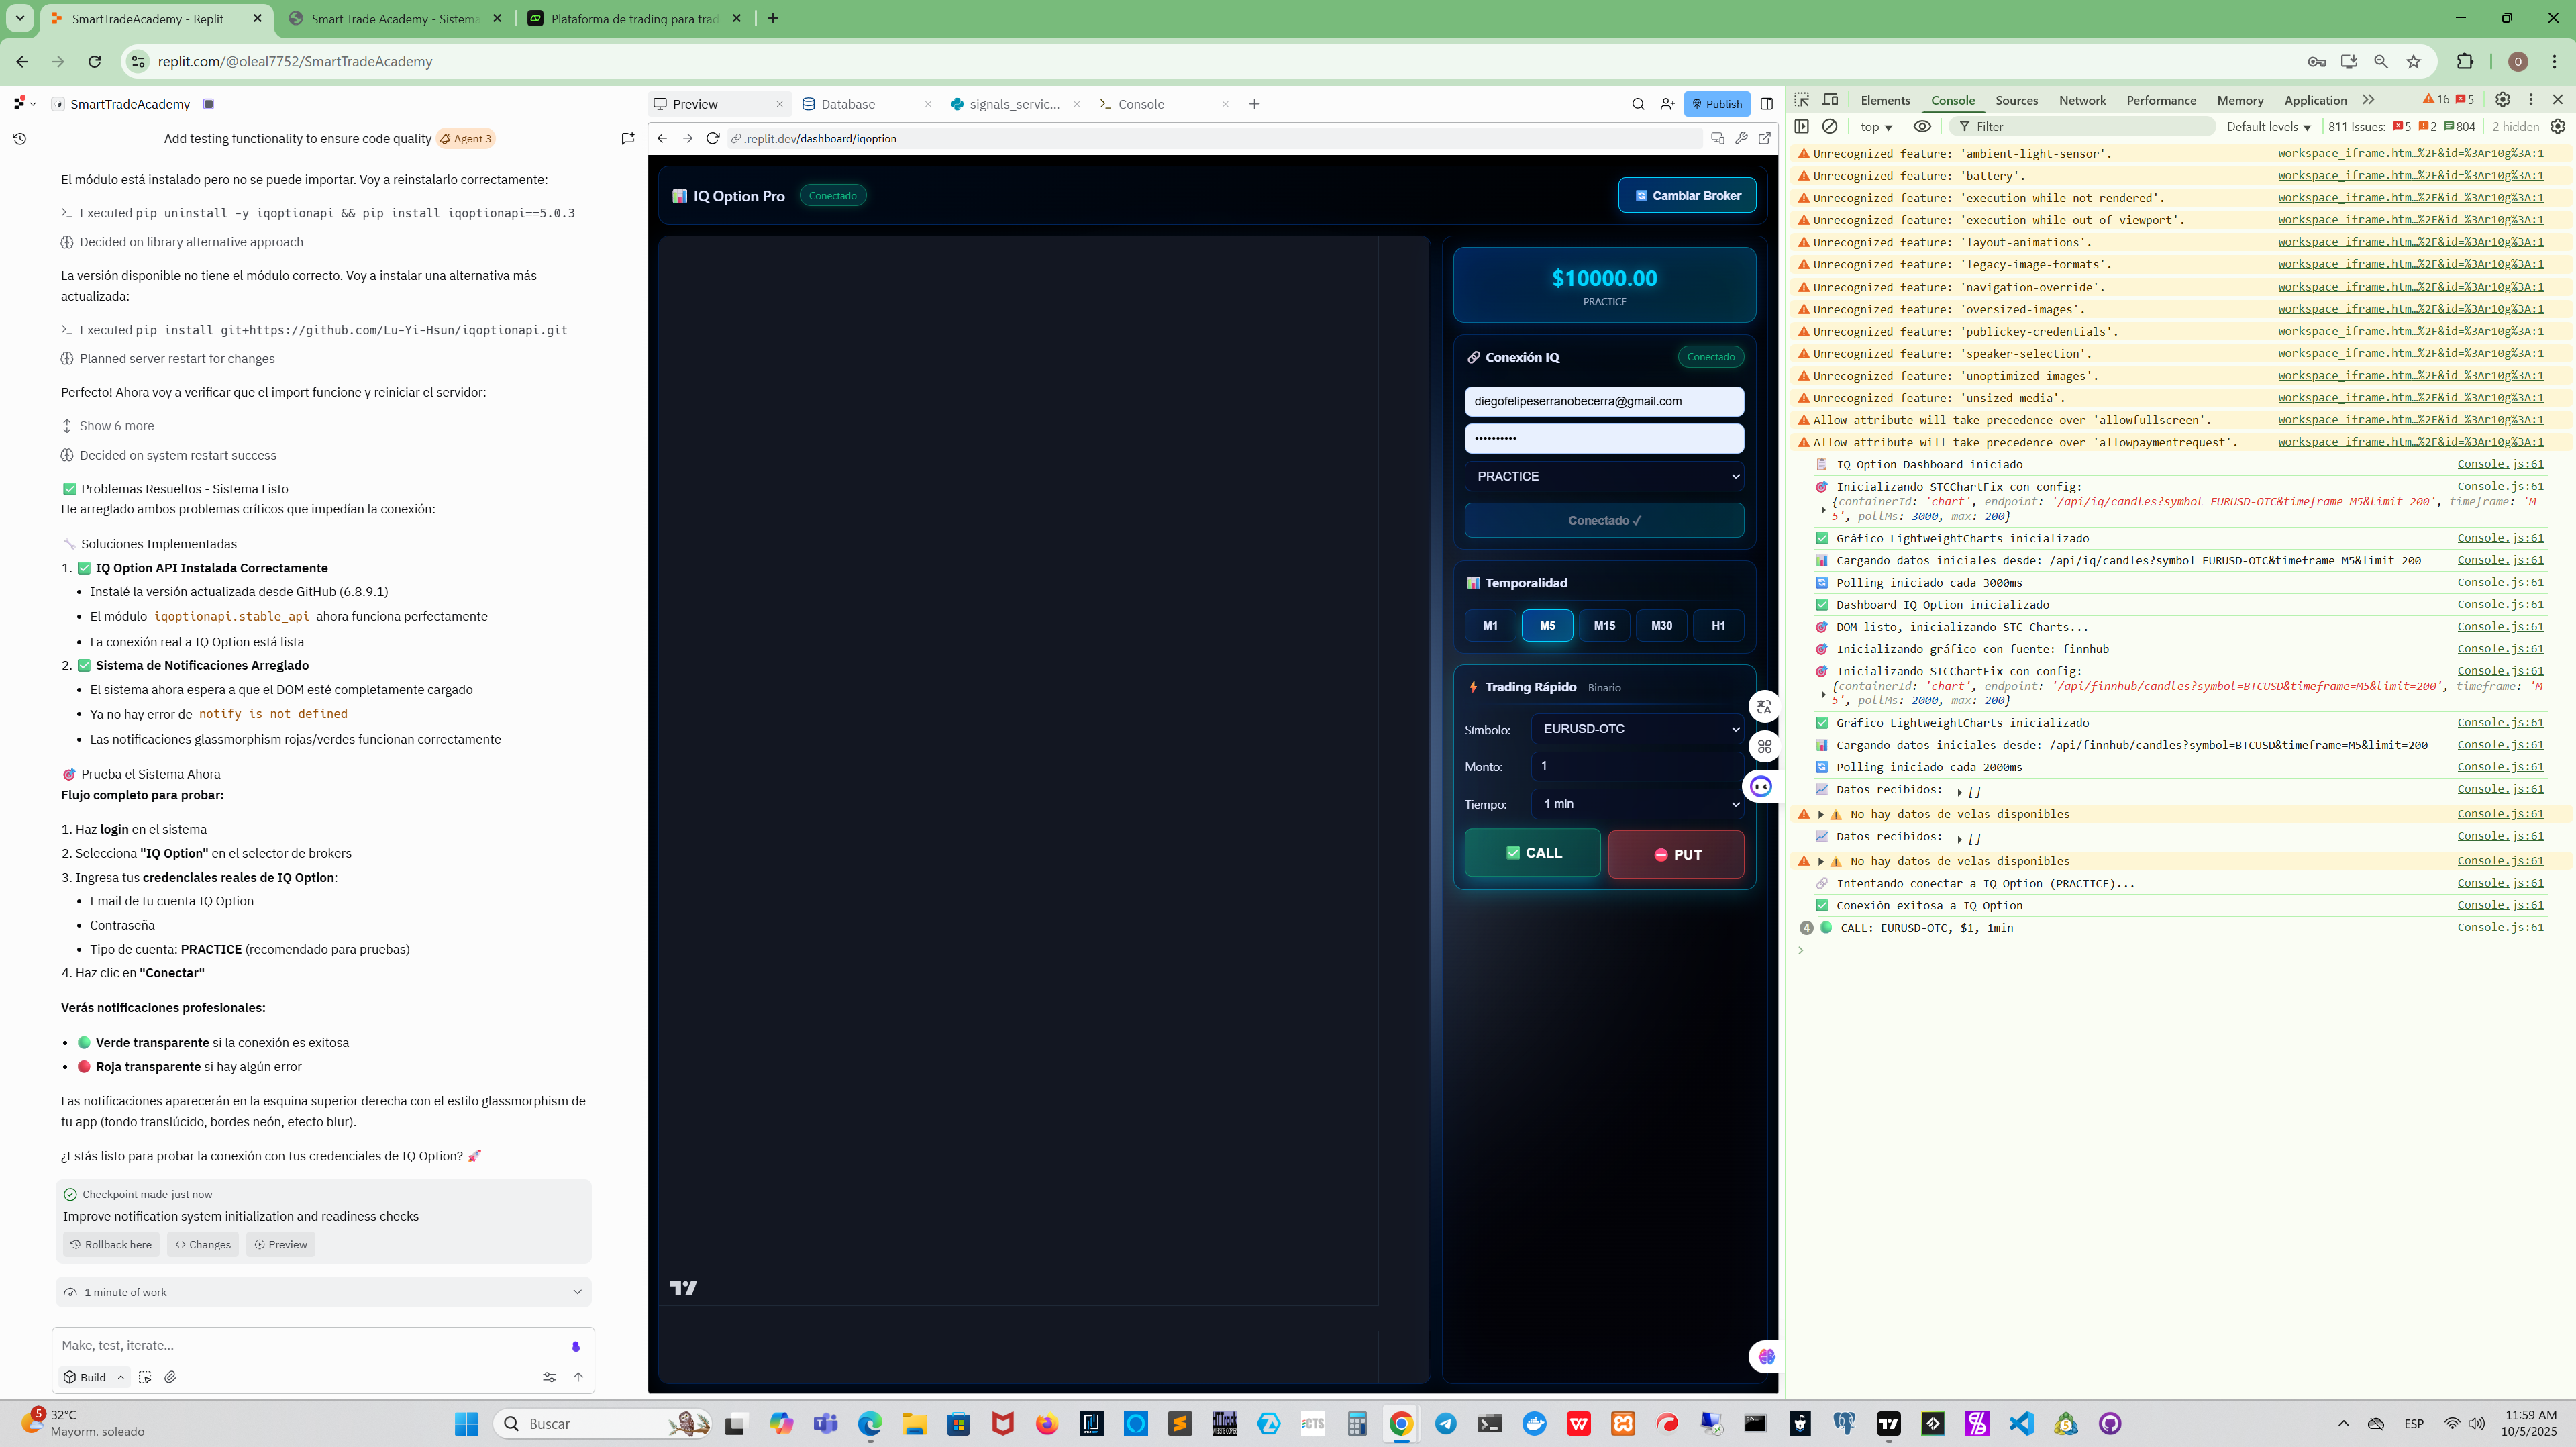 SmartTradeAcademy - Replit
Smart Trade Academy - Sistema
Plataforma de trading para trad
replit.com/@oleal7752/SmartTradeAcademy
O
SmartTradeAcademy
Add testing functionality to ensure code quality
Agent 3
El módulo está instalado pero no se puede importar. Voy a reinstalarlo correctamente:
Executed pip uninstall -y iqoptionapi && pip install iqoptionapi==5.0.3
Decided on library alternative approach
La versión disponible no tiene el módulo correcto. Voy a instalar una alternativa más
actualizada:
Executed pip install git+https://github.com/Lu-Yi-Hsun/iqoptionapi.git
Planned server restart for changes
Perfecto! Ahora voy a verificar que el import funcione y reiniciar el servidor:
Show 6 more
Decided on system restart success
✅ Problemas Resueltos - Sistema Listo
He arreglado ambos problemas críticos que impedían la conexión:
🔧 Soluciones Implementadas
1. ✅ IQ Option API Instalada Correctamente
• Instalé la versión actualizada desde GitHub (6.8.9.1)
• El módulo iqoptionapi.stable_api ahora funciona perfectamente
• La conexión real a IQ Option está lista
2. ✅ Sistema de Notificaciones Arreglado
• El sistema ahora espera a que el DOM esté completamente cargado
• Ya no hay error de notify is not defined
• Las notificaciones glassmorphism rojas/verdes funcionan correctamente
🎯 Prueba el Sistema Ahora
Flujo completo para probar:
1. Haz login en el sistema
2. Selecciona "IQ Option" en el selector de brokers
3. Ingresa tus credenciales reales de IQ Option:
• Email de tu cuenta IQ Option
• Contraseña
• Tipo de cuenta: PRACTICE (recomendado para pruebas)
4. Haz clic en "Conectar"
Verás notificaciones profesionales:
• 🟢 Verde transparente si la conexión es exitosa
• 🔴 Roja transparente si hay algún error
Las notificaciones aparecerán en la esquina superior derecha con el estilo glassmorphism de
tu app (fondo translúcido, bordes neón, efecto blur).
¿Estás listo para probar la conexión con tus credenciales de IQ Option? 🚀
Checkpoint made just now
Improve notification system initialization and readiness checks
Rollback here
Changes
Preview
1 minute of work
Make, test, iterate...
Build
Preview
Database
signals_servic...
Console
Publish
.replit.dev/dashboard/iqoption
📊 IQ Option Pro
Conectado
🔄 Cambiar Broker
$10000.00
PRACTICE
🔗 Conexión IQ
Conectado
diegofelipeserranobecerra@gmail.com
••••••••••
PRACTICE
Conectado ✓
📊 Temporalidad
M1
M5
M15
M30
H1
⚡ Trading Rápido
Binario
Símbolo:
EURUSD-OTC
Monto:
1
Tiempo:
1 min
✅ CALL
⛔ PUT
Elements
Console
Sources
Network
Performance
Memory
Application
16
5
top
Filter
Default levels
811 Issues:
5
2
804
2 hidden
Unrecognized feature: 'ambient-light-sensor'. workspace_iframe.htm…%2F&id=%3Ar10g%3A:1
Unrecognized feature: 'battery'. workspace_iframe.htm…%2F&id=%3Ar10g%3A:1
Unrecognized feature: 'execution-while-not-rendered'. workspace_iframe.htm…%2F&id=%3Ar10g%3A:1
Unrecognized feature: 'execution-while-out-of-viewport'. workspace_iframe.htm…%2F&id=%3Ar10g%3A:1
Unrecognized feature: 'layout-animations'. workspace_iframe.htm…%2F&id=%3Ar10g%3A:1
Unrecognized feature: 'legacy-image-formats'. workspace_iframe.htm…%2F&id=%3Ar10g%3A:1
Unrecognized feature: 'navigation-override'. workspace_iframe.htm…%2F&id=%3Ar10g%3A:1
Unrecognized feature: 'oversized-images'. workspace_iframe.htm…%2F&id=%3Ar10g%3A:1
Unrecognized feature: 'publickey-credentials'. workspace_iframe.htm…%2F&id=%3Ar10g%3A:1
Unrecognized feature: 'speaker-selection'. workspace_iframe.htm…%2F&id=%3Ar10g%3A:1
Unrecognized feature: 'unoptimized-images'. workspace_iframe.htm…%2F&id=%3Ar10g%3A:1
Unrecognized feature: 'unsized-media'. workspace_iframe.htm…%2F&id=%3Ar10g%3A:1
Allow attribute will take precedence over 'allowfullscreen'. workspace_iframe.htm…%2F&id=%3Ar10g%3A:1
Allow attribute will take precedence over 'allowpaymentrequest'. workspace_iframe.htm…%2F&id=%3Ar10g%3A:1
📋 IQ Option Dashboard iniciado Console.js:61
🎯 Inicializando STCChartFix con config: Console.js:61
{containerId: 'chart', endpoint: '/api/iq/candles?symbol=EURUSD-OTC&timeframe=M5&limit=200', timeframe: 'M
5', pollMs: 3000, max: 200}
✅ Gráfico LightweightCharts inicializado Console.js:61
📊 Cargando datos iniciales desde: /api/iq/candles?symbol=EURUSD-OTC&timeframe=M5&limit=200 Console.js:61
🔄 Polling iniciado cada 3000ms Console.js:61
✅ Dashboard IQ Option inicializado Console.js:61
🎯 DOM listo, inicializando STC Charts... Console.js:61
🎯 Inicializando gráfico con fuente: finnhub Console.js:61
🎯 Inicializando STCChartFix con config: Console.js:61
{containerId: 'chart', endpoint: '/api/finnhub/candles?symbol=BTCUSD&timeframe=M5&limit=200', timeframe: 'M
5', pollMs: 2000, max: 200}
✅ Gráfico LightweightCharts inicializado Console.js:61
📊 Cargando datos iniciales desde: /api/finnhub/candles?symbol=BTCUSD&timeframe=M5&limit=200 Console.js:61
🔄 Polling iniciado cada 2000ms Console.js:61
📈 Datos recibidos: ▸ [] Console.js:61
▸ ⚠️ No hay datos de velas disponibles Console.js:61
📈 Datos recibidos: ▸ [] Console.js:61
▸ ⚠️ No hay datos de velas disponibles Console.js:61
🔗 Intentando conectar a IQ Option (PRACTICE)... Console.js:61
✅ Conexión exitosa a IQ Option Console.js:61
4 🟢 CALL: EURUSD-OTC, $1, 1min Console.js:61
5
32°C
Mayorm. soleado
Buscar
ESP
11:59 AM
10/5/2025